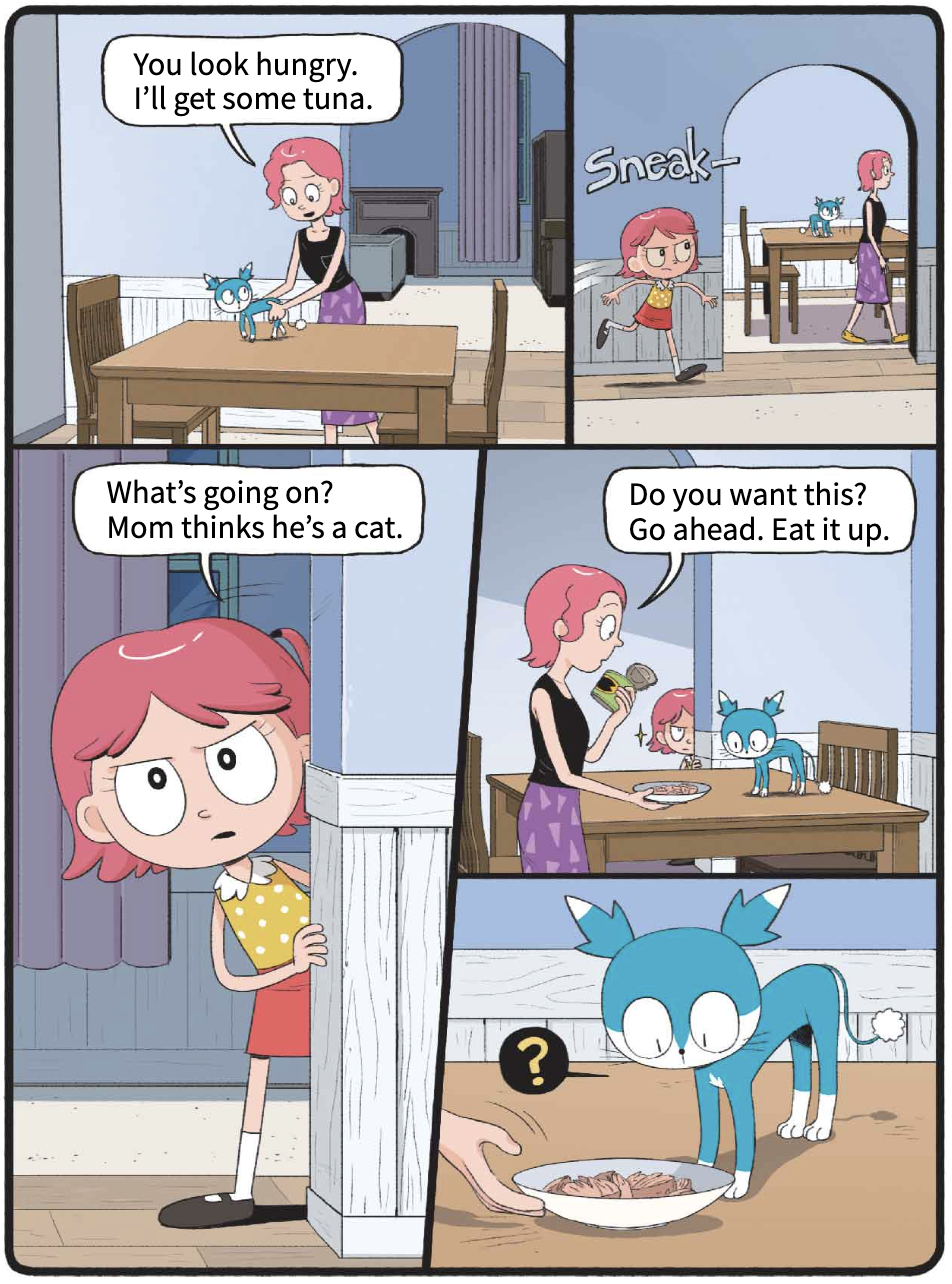 You look hungry.
I'll get some tuna.
Sneak–
What's going on?
Mom thinks he's a cat.
Do you want this?
Go ahead. Eat it up.
?